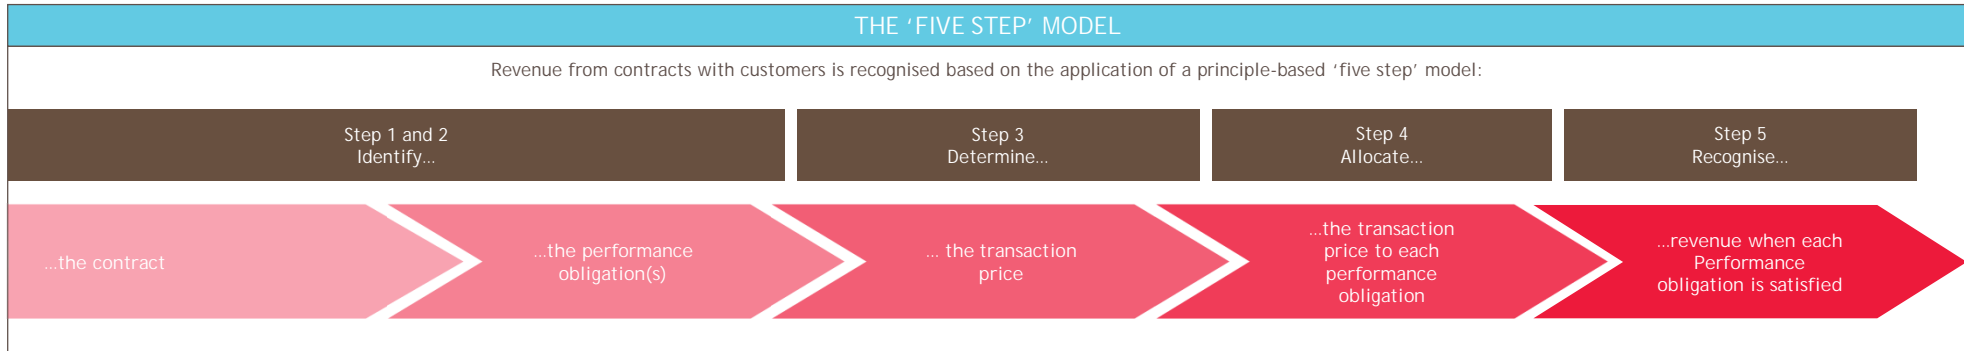 THE ‘FIVE STEP’ MODEL
Revenue from contracts with customers is recognised based on the application of a principle-based ‘five step’ model:
Step 1 and 2
Identify...
Step 3
Determine...
Step 4
Allocate...
Step 5
Recognise...
...the contract
...the performance
obligation(s)
... the transaction
price
...the transaction
price to each
performance
obligation
...revenue when each
Performance
obligation is satisfied